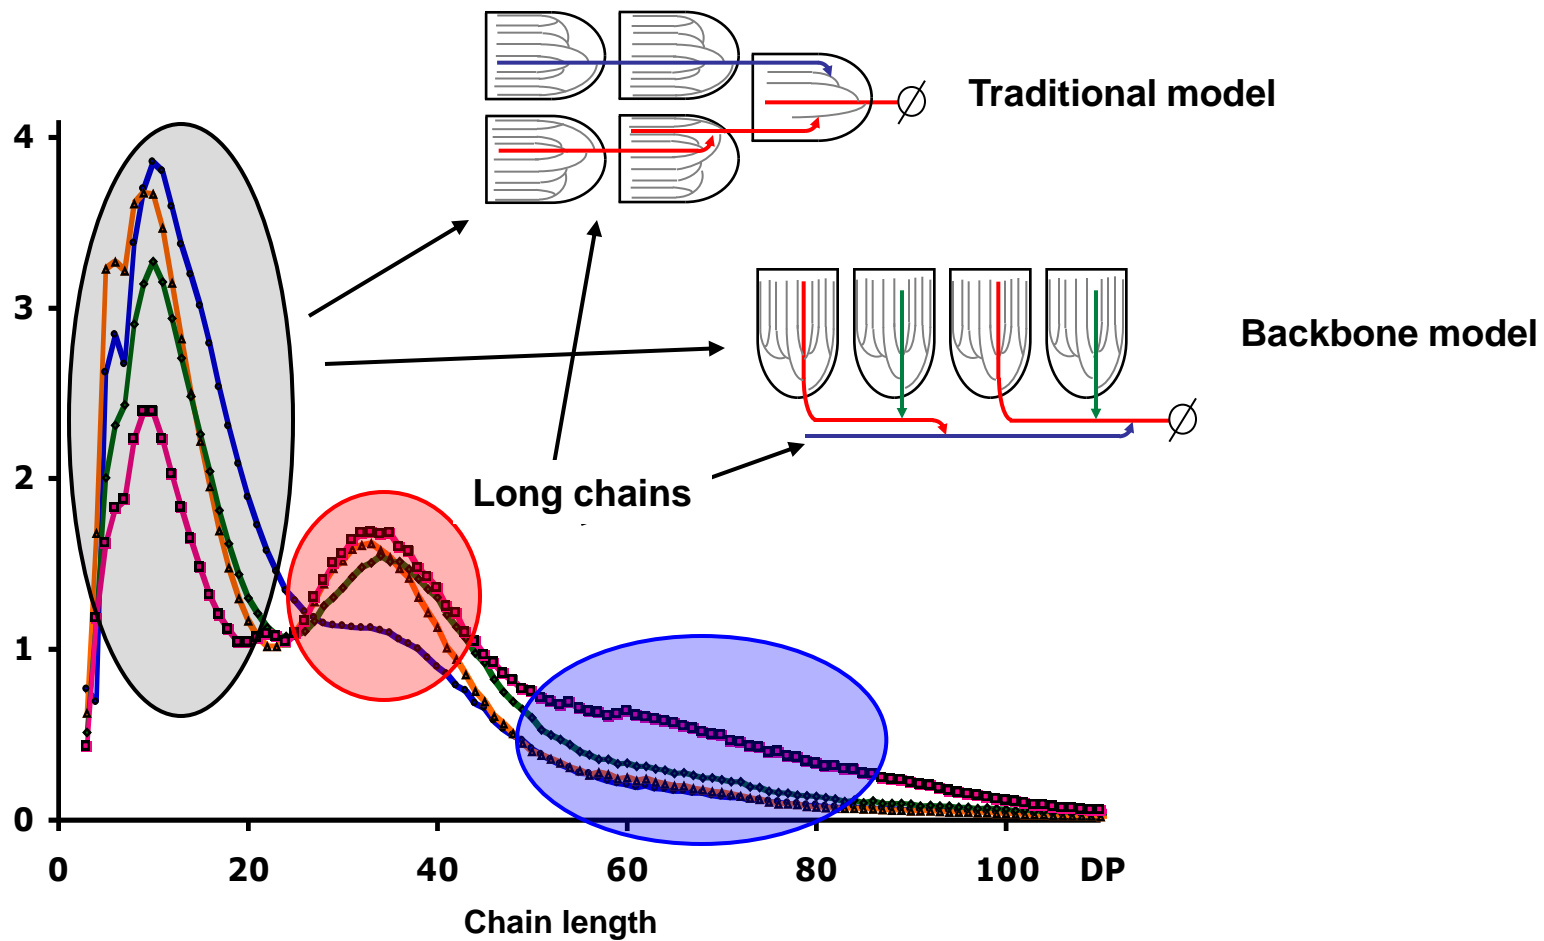 Traditional model
4
3
Backbone model
2
Long chains
1
0
0 20 40 60 80 100 DP
Chain length